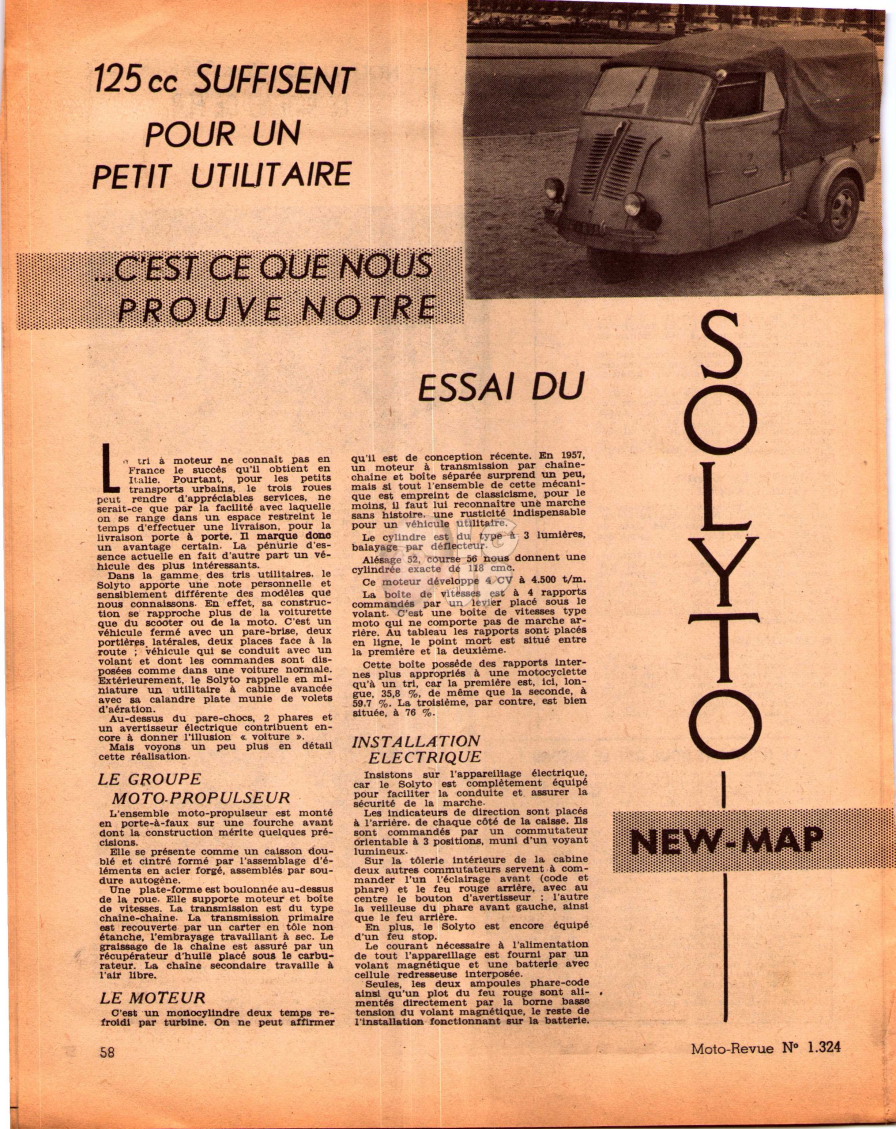 125 cc SUFFISENT
POUR UN
PETIT UTILITAIRE
...C'EST CE QUE NOUS
PROUVE NOTRE
ESSAI DU
SOLYTO
NEW-MAP
Le tri à moteur ne connaît pas en
France le succès qu'il obtient en
Italie. Pourtant, pour les petits
transports urbains, le trois roues
peut rendre d'appréciables services, ne
serait-ce que par la facilité avec laquelle
on se range dans un espace restreint le
temps d'effectuer une livraison, pour la
livraison porte à porte. Il marque donc
un avantage certain. La pénurie d'es-
sence actuelle en fait d'autre part un vé-
hicule des plus intéressants.
Dans la gamme des tris utilitaires, le
Solyto apporte une note personnelle et
sensiblement différente des modèles que
nous connaissons. En effet, sa construc-
tion se rapproche plus de la voiturette
que du scooter ou de la moto. C'est un
véhicule fermé avec un pare-brise, deux
portières latérales, deux places face à la
route ; véhicule qui se conduit avec un
volant et dont les commandes sont dis-
posées comme dans une voiture normale.
Extérieurement, le Solyto rappelle en mi-
niature un utilitaire à cabine avancée
avec sa calandre plate munie de volets
d'aération.
Au-dessus du pare-chocs, 2 phares et
un avertisseur électrique contribuent en-
core à donner l'illusion « voiture ».
Mais voyons un peu plus en détail
cette réalisation.
LE GROUPE
MOTO-PROPULSEUR
L'ensemble moto-propulseur est monté
en porte-à-faux sur une fourche avant
dont la construction mérite quelques pré-
cisions.
Elle se présente comme un caisson dou-
blé et cintré formé par l'assemblage d'é-
léments en acier forgé, assemblés par sou-
dure autogène.
Une plate-forme est boulonnée au-dessus
de la roue. Elle supporte moteur et boîte
de vitesses. La transmission est du type
chaîne-chaîne. La transmission primaire
est recouverte par un carter en tôle non
étanche, l'embrayage travaillant à sec. Le
graissage de la chaîne est assuré par un
récupérateur d'huile placé sous le carbu-
rateur. La chaîne secondaire travaille à
l'air libre.
LE MOTEUR
C'est un monocylindre deux temps re-
froidi par turbine. On ne peut affirmer
qu'il est de conception récente. En 1957,
un moteur à transmission par chaîne-
chaîne et boîte séparée surprend un peu,
mais si tout l'ensemble de cette mécani-
que est empreint de classicisme, pour le
moins, il faut lui reconnaître une marche
sans histoire, une rusticité indispensable
pour un véhicule utilitaire.
Le cylindre est du type à 3 lumières,
balayage par déflecteur.
Alésage 52, course 56 nous donnent une
cylindrée exacte de 118 cmc.
Ce moteur développe 4 CV à 4.500 t/m.
La boîte de vitesses est à 4 rapports
commandés par un levier placé sous le
volant. C'est une boîte de vitesses type
moto qui ne comporte pas de marche ar-
rière. Au tableau les rapports sont placés
en ligne, le point mort est situé entre
la première et la deuxième.
Cette boîte possède des rapports inter-
nes plus appropriés à une motocyclette
qu'à un tri, car la première est, ici, lon-
gue, 35,8 %, de même que la seconde, à
59,7 %. La troisième, par contre, est bien
située, à 76 %.
INSTALLATION
ELECTRIQUE
Insistons sur l'appareillage électrique,
car le Solyto est complètement équipé
pour faciliter la conduite et assurer la
sécurité de la marche.
Les indicateurs de direction sont placés
à l'arrière, de chaque côté de la caisse. Ils
sont commandés par un commutateur
orientable à 3 positions, muni d'un voyant
lumineux.
Sur la tôlerie intérieure de la cabine
deux autres commutateurs servent à com-
mander l'un l'éclairage avant (code et
phare) et le feu rouge arrière, avec au
centre le bouton d'avertisseur ; l'autre
la veilleuse du phare avant gauche, ainsi
que le feu arrière.
En plus, le Solyto est encore équipé
d'un feu stop.
Le courant nécessaire à l'alimentation
de tout l'appareillage est fourni par un
volant magnétique et une batterie avec
cellule redresseuse interposée.
Seules, les deux ampoules phare-code
ainsi qu'un plot du feu rouge sont ali-
mentés directement par la borne basse
tension du volant magnétique, le reste de
l'installation fonctionnant sur la batterie.
58
Moto-Revue N° 1.324